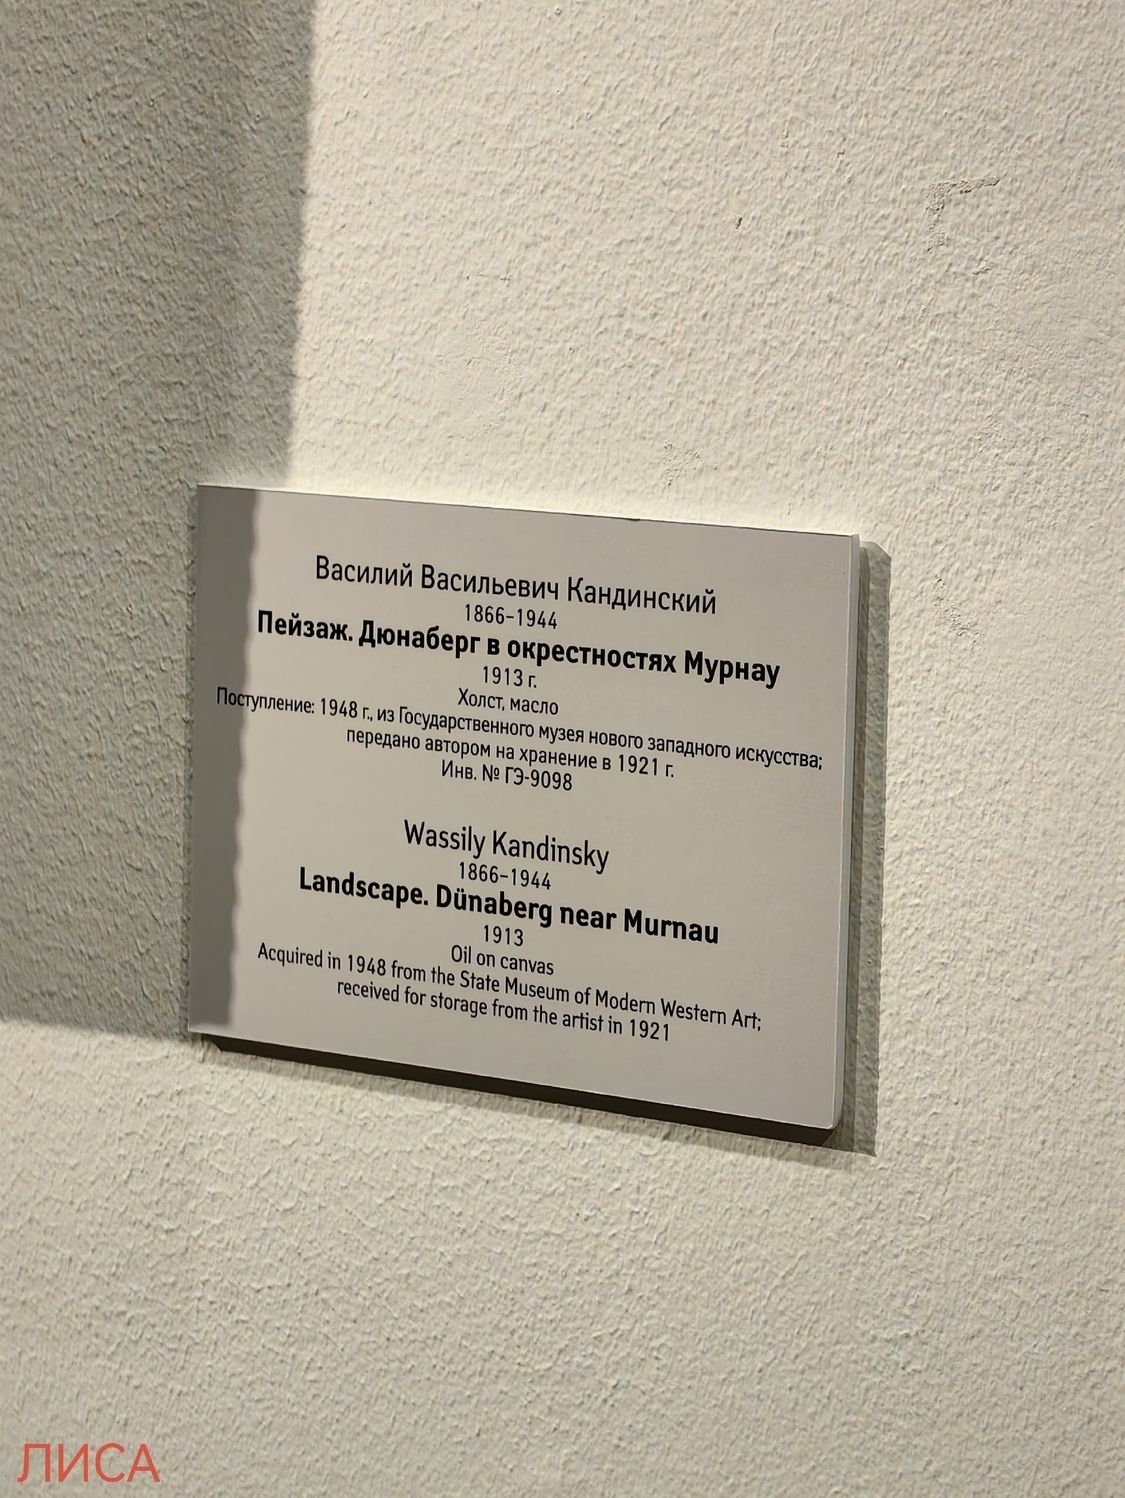 Василий Васильевич Кандинский
1866–1944
Пейзаж. Дюнаберг в окрестностях Мурнау
1913 г.
Холст, масло
Поступление: 1948 г., из Государственного музея нового западного искусства;
передано автором на хранение в 1921 г.
Инв. № ГЭ-9098
Wassily Kandinsky
1866–1944
Landscape. Dünaberg near Murnau
1913
Oil on canvas
Acquired in 1948 from the State Museum of Modern Western Art;
received for storage from the artist in 1921
ЛИСА